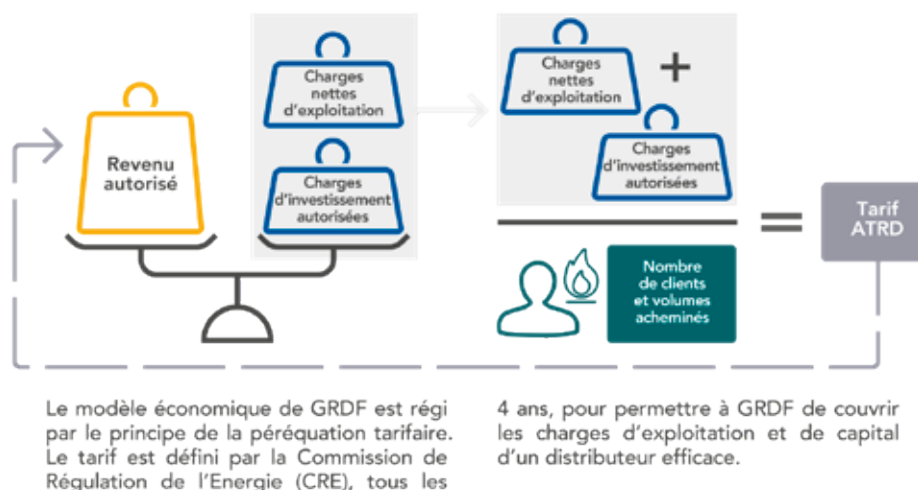 Revenu
autorisé
Charges
nettes
d'exploitation
Charges
d'investissement
autorisées
Charges
nettes
d'exploitation
+
Charges
d'investissement
autorisées
=
Tarif
ATRD
Nombre
de clients
et volumes
acheminés
Le modèle économique de GRDF est régi
par le principe de la péréquation tarifaire.
Le tarif est défini par la Commission de
Régulation de l'Energie (CRE), tous les
4 ans, pour permettre à GRDF de couvrir
les charges d'exploitation et de capital
d'un distributeur efficace.